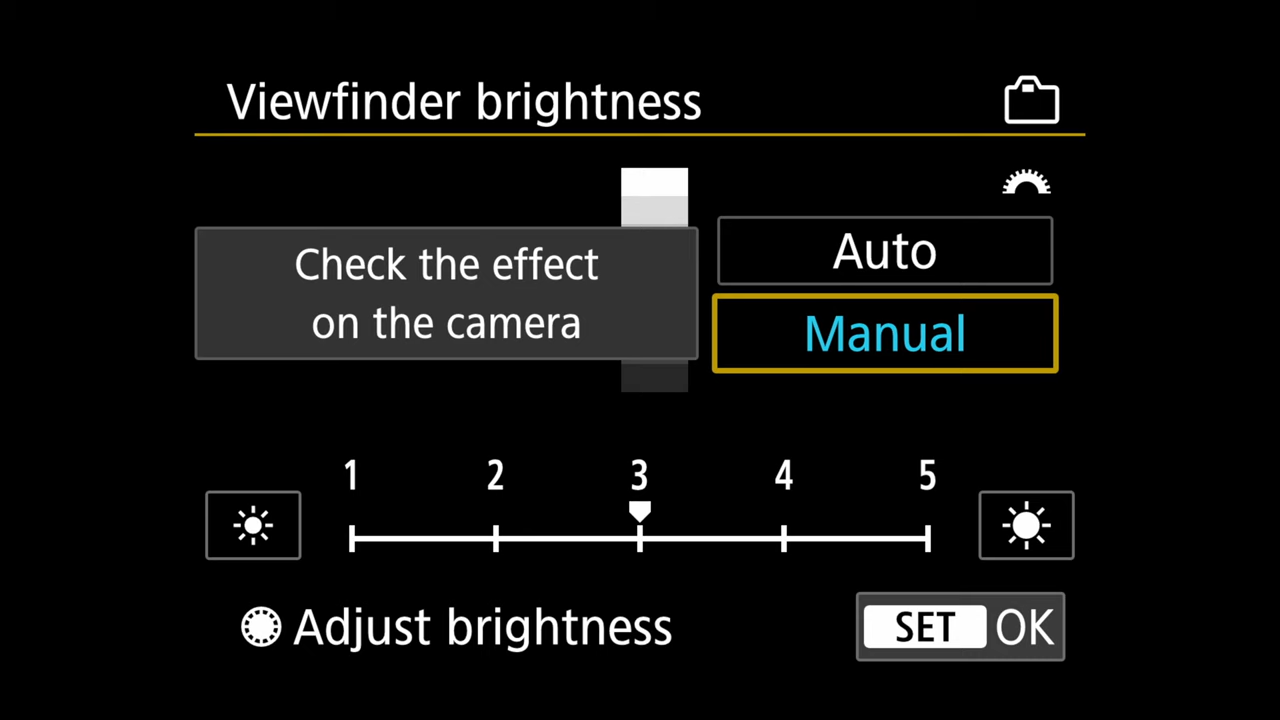 Viewfinder brightness
Check the effect
on the camera
Auto
Manual
1 2 3 4 5
Adjust brightness
SET OK